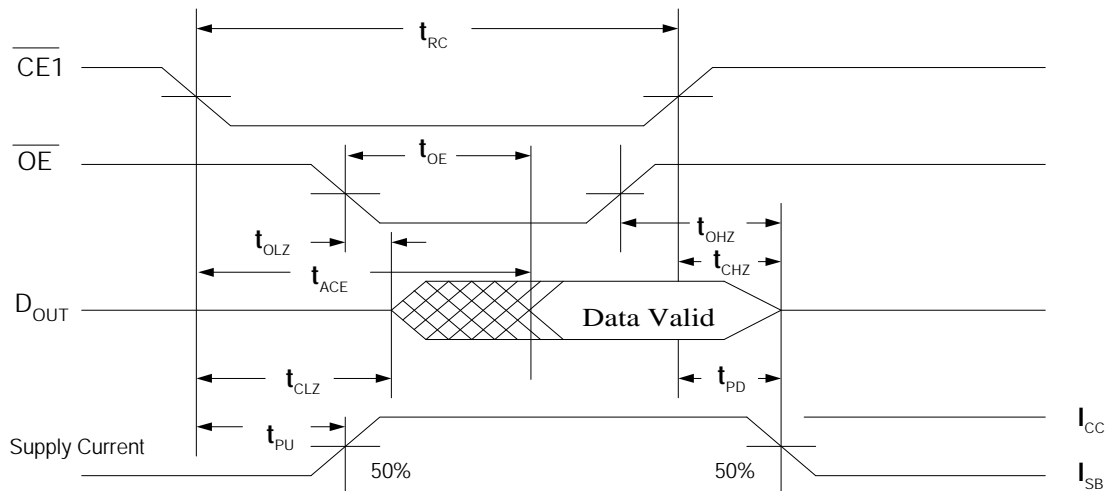 tRC
CE1
OE
tOE
tOHZ
tOLZ
tCHZ
tACE
DOUT
Data Valid
tCLZ
tPD
tPU
ICC
Supply Current
50%
50%
ISB